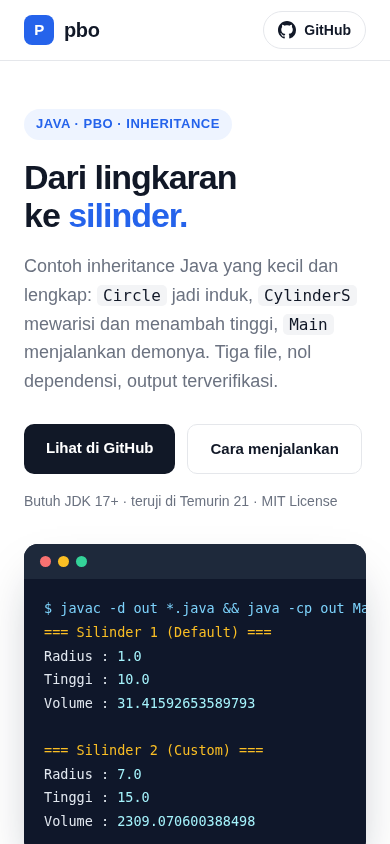 P pbo GitHub
JAVA · PBO · INHERITANCE
Dari lingkaran
ke silinder.
Contoh inheritance Java yang kecil dan
lengkap: Circle jadi induk, CylinderS
mewarisi dan menambah tinggi, Main
menjalankan demonya. Tiga file, nol
dependensi, output terverifikasi.
Lihat di GitHub Cara menjalankan
Butuh JDK 17+ · teruji di Temurin 21 · MIT License
$ javac -d out *.java && java -cp out Ma
=== Silinder 1 (Default) ===
Radius : 1.0
Tinggi : 10.0
Volume : 31.41592653589793
=== Silinder 2 (Custom) ===
Radius : 7.0
Tinggi : 15.0
Volume : 2309.070600388498